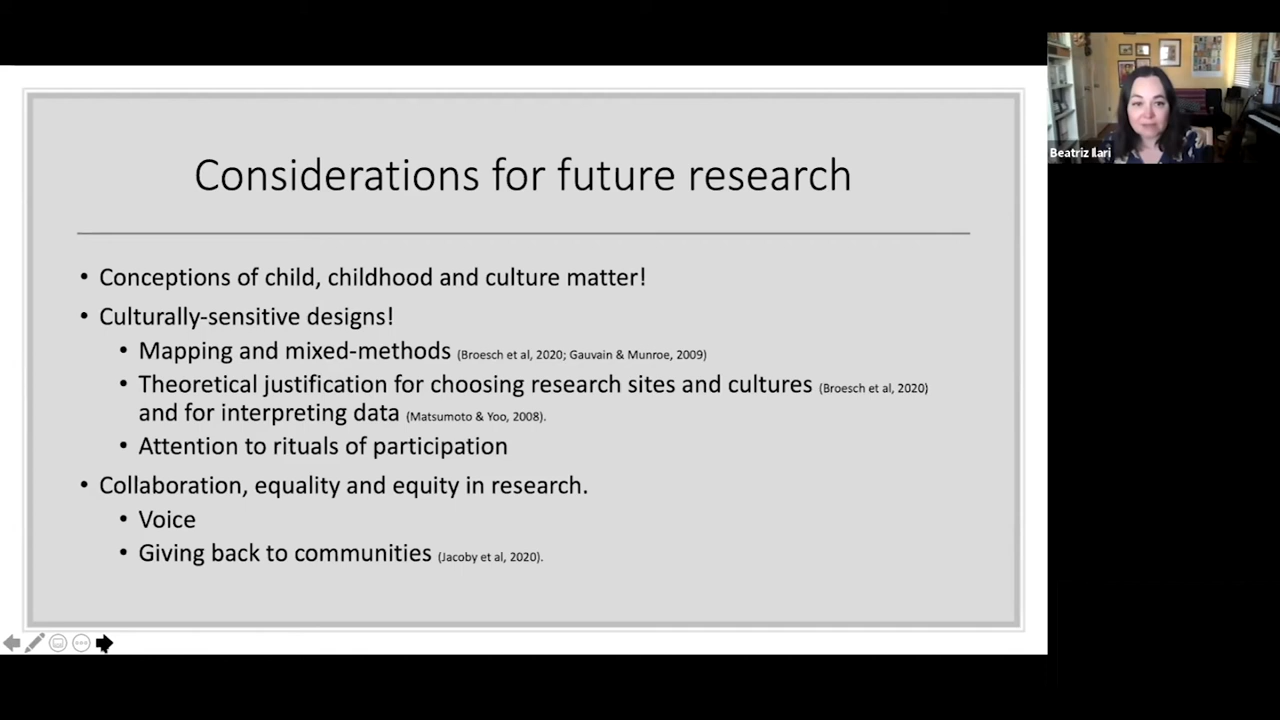 Considerations for future research
• Conceptions of child, childhood and culture matter!
• Culturally-sensitive designs!
• Mapping and mixed-methods (Broesch et al, 2020; Gauvain & Munroe, 2009)
• Theoretical justification for choosing research sites and cultures (Broesch et al, 2020)
and for interpreting data (Matsumoto & Yoo, 2008).
• Attention to rituals of participation
• Collaboration, equality and equity in research.
• Voice
• Giving back to communities (Jacoby et al, 2020).
Beatriz Ilari